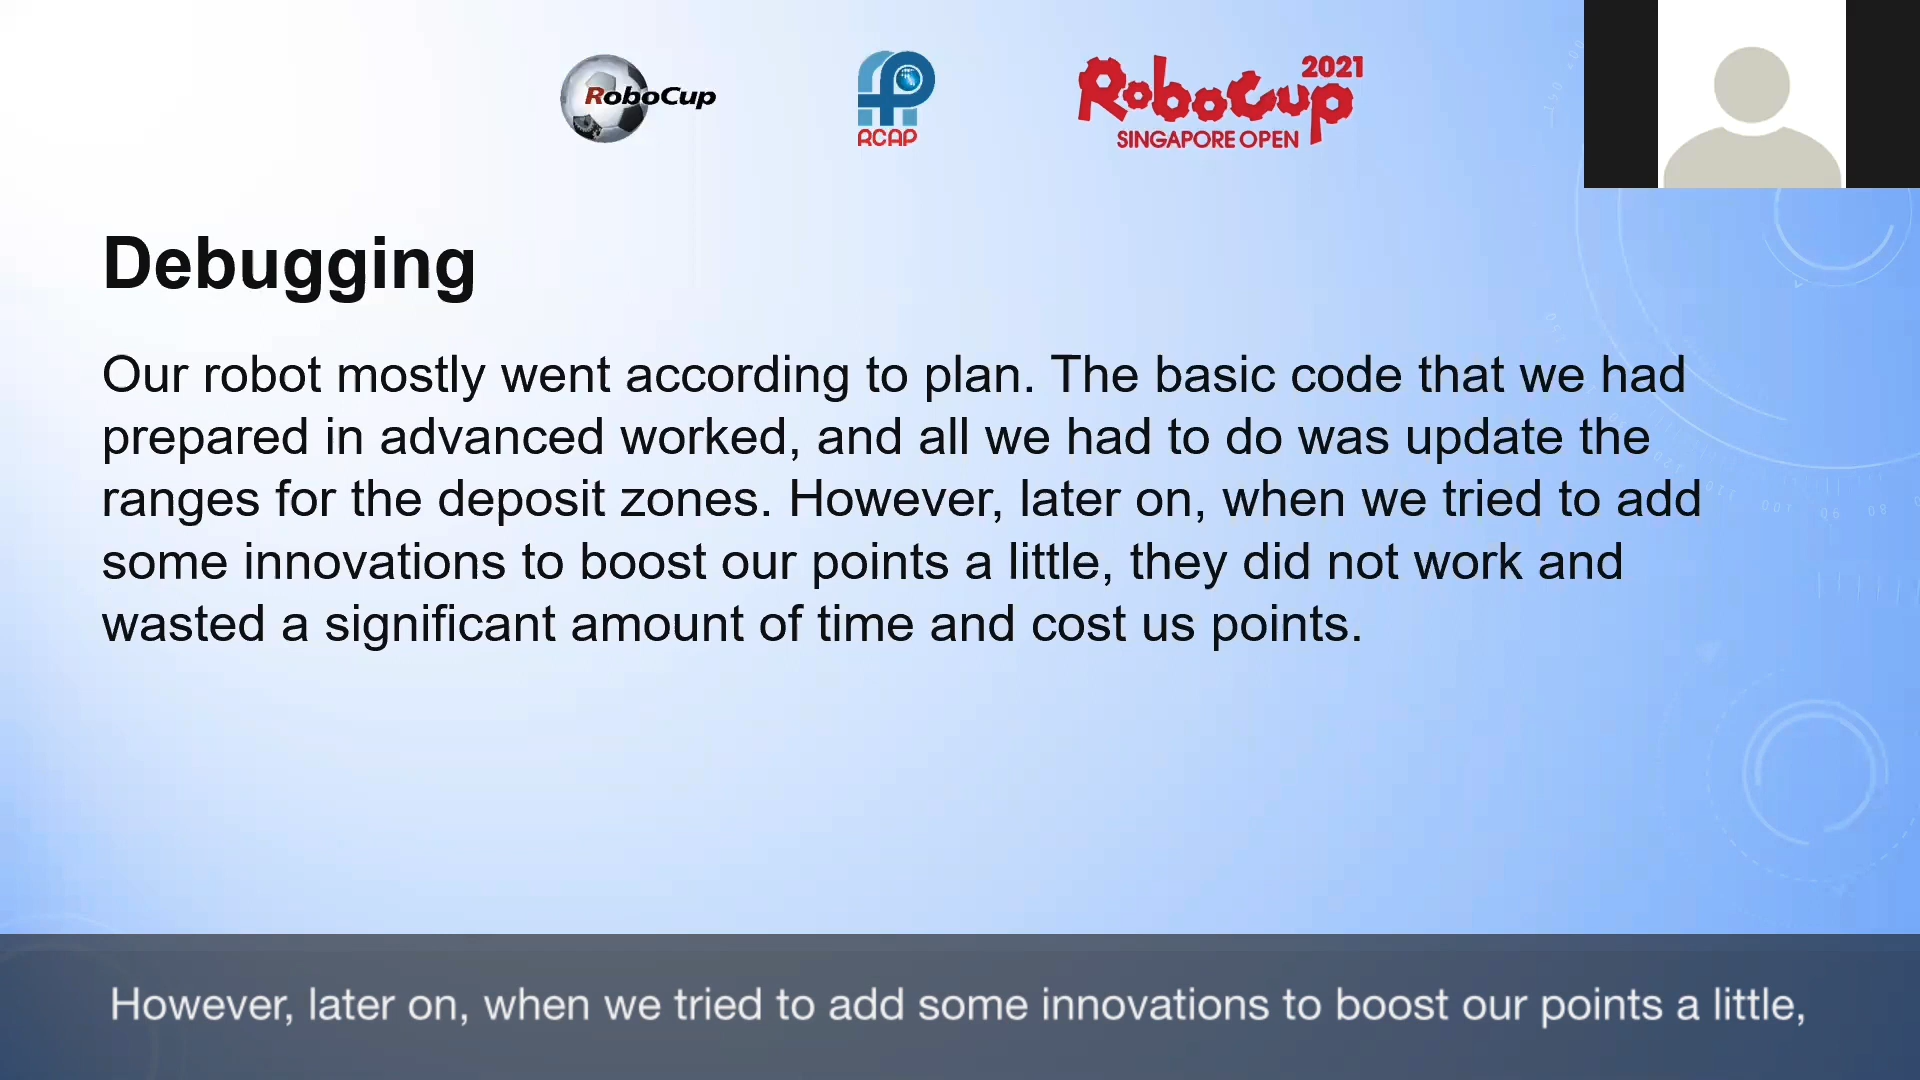 RoboCup
RCAP
2021
RoboCup
SINGAPORE OPEN
Debugging
Our robot mostly went according to plan. The basic code that we had
prepared in advanced worked, and all we had to do was update the
ranges for the deposit zones. However, later on, when we tried to add
some innovations to boost our points a little, they did not work and
wasted a significant amount of time and cost us points.
However, later on, when we tried to add some innovations to boost our points a little,